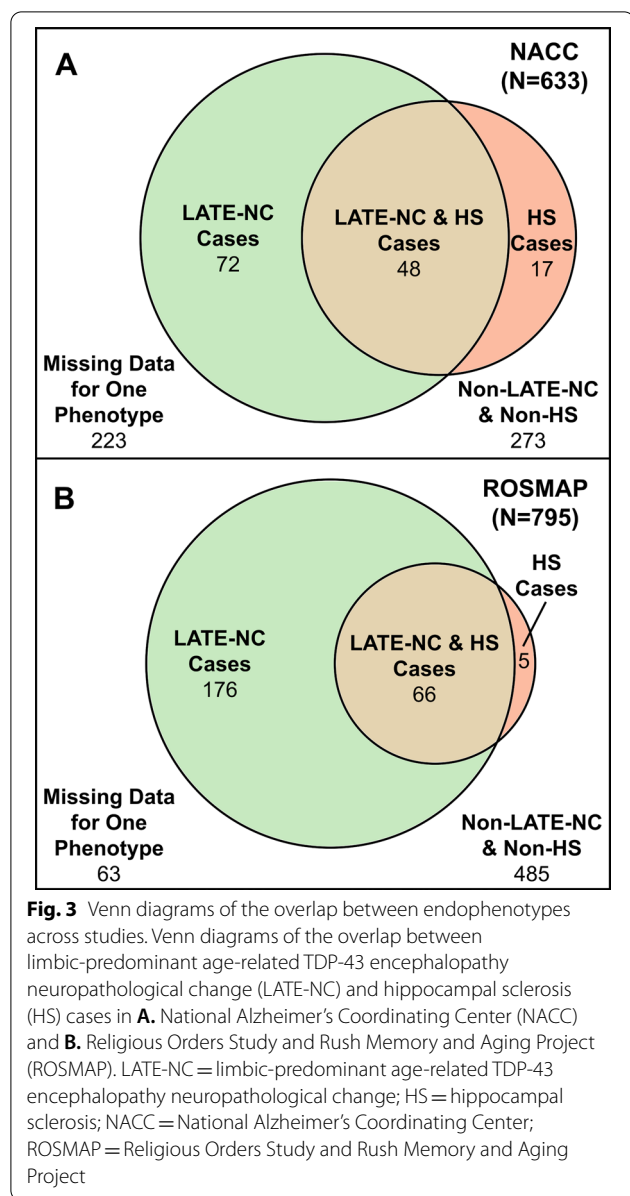 A
NACC
(N=633)
LATE-NC
Cases
72
LATE-NC & HS
Cases
48
HS
Cases
17
Missing Data
for One
Phenotype
223
Non-LATE-NC
& Non-HS
273
B
ROSMAP
(N=795)
HS
Cases
LATE-NC
Cases
176
LATE-NC & HS
Cases
66
5
Missing Data
for One
Phenotype
63
Non-LATE-NC
& Non-HS
485
Fig. 3 Venn diagrams of the overlap between endophenotypes
across studies. Venn diagrams of the overlap between
limbic-predominant age-related TDP-43 encephalopathy
neuropathological change (LATE-NC) and hippocampal sclerosis
(HS) cases in A. National Alzheimer’s Coordinating Center (NACC)
and B. Religious Orders Study and Rush Memory and Aging Project
(ROSMAP). LATE-NC = limbic-predominant age-related TDP-43
encephalopathy neuropathological change; HS = hippocampal
sclerosis; NACC = National Alzheimer’s Coordinating Center;
ROSMAP = Religious Orders Study and Rush Memory and Aging
Project